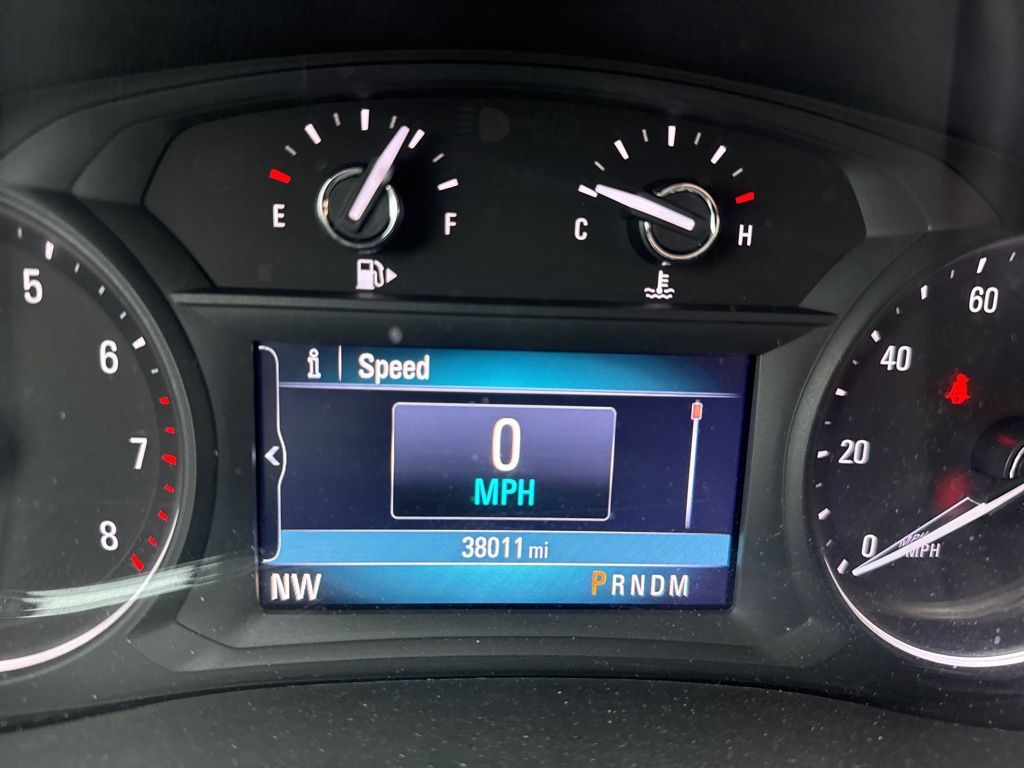 E
F
C
H
5
6
7
8
i
Speed
0
MPH
38011 mi
NW
PRNDM
60
40
20
0
MPH